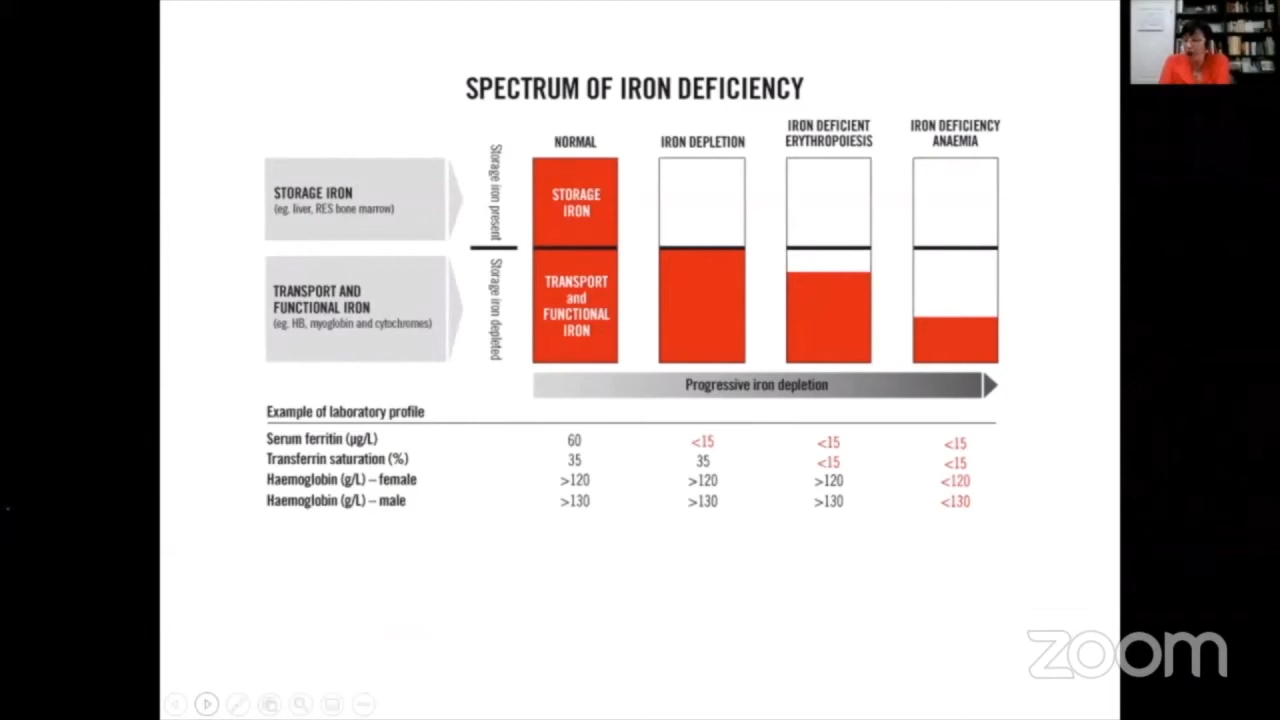 SPECTRUM OF IRON DEFICIENCY
NORMAL
IRON DEPLETION
IRON DEFICIENT
ERYTHROPOIESIS
IRON DEFICIENCY
ANAEMIA
STORAGE IRON
(eg. liver, RES bone marrow)
Storage iron present
STORAGE
IRON
TRANSPORT AND
FUNCTIONAL IRON
(eg. HB, myoglobin and cytochromes)
Storage iron depleted
TRANSPORT
and
FUNCTIONAL
IRON
Progressive iron depletion
Example of laboratory profile
Serum ferritin (µg/L) 60 <15 <15 <15
Transferrin saturation (%) 35 35 <15 <15
Haemoglobin (g/L) – female >120 >120 >120 <120
Haemoglobin (g/L) – male >130 >130 >130 <130
zoom